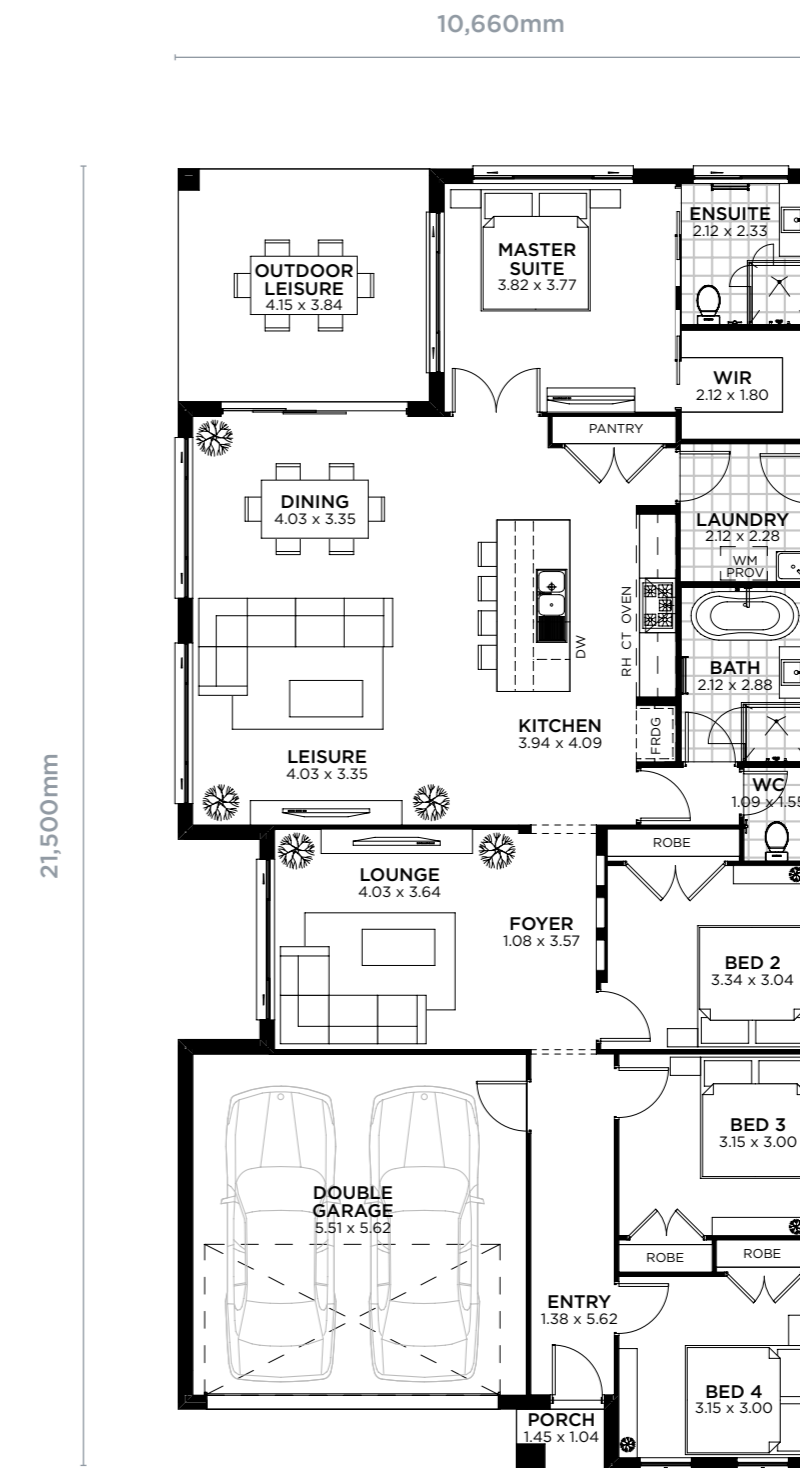 10,660mm
21,500mm
OUTDOOR
LEISURE
4.15 x 3.84
MASTER
SUITE
3.82 x 3.77
ENSUITE
2.12 x 2.33
WIR
2.12 x 1.80
PANTRY
DINING
4.03 x 3.35
LAUNDRY
2.12 x 2.28
WM
PROV
RH CT OVEN
DW
BATH
2.12 x 2.88
KITCHEN
3.94 x 4.09
FRDG
LEISURE
4.03 x 3.35
WC
1.09 x 1.55
ROBE
LOUNGE
4.03 x 3.64
FOYER
1.08 x 3.57
BED 2
3.34 x 3.04
BED 3
3.15 x 3.00
DOUBLE
GARAGE
5.51 x 5.62
ROBE
ROBE
ENTRY
1.38 x 5.62
BED 4
3.15 x 3.00
PORCH
1.45 x 1.04